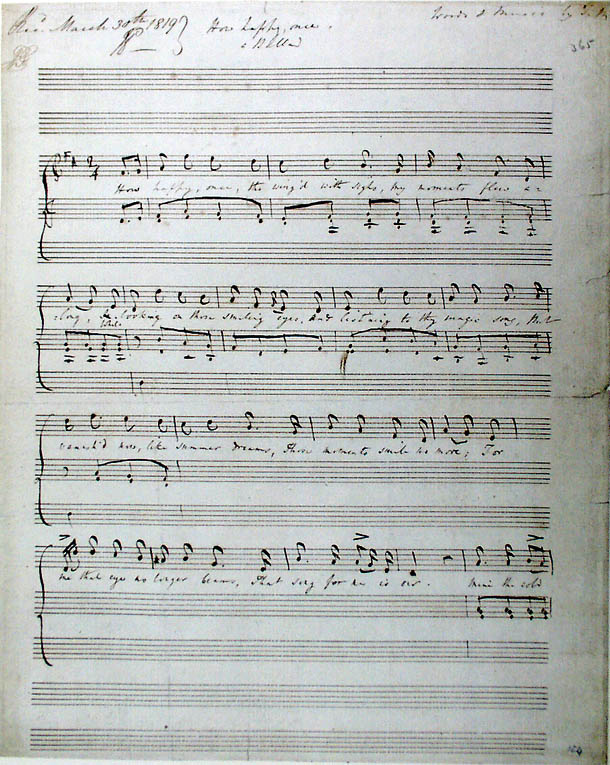 Rec. March 30th 1819
How happy, once.
a Ballad
Words & Music by T.
365
How happy, once, tho' wing'd with sighs, My moments flew a=
=long, While looking on those smiling eyes, And list'ning to thy magic song, But
vanish'd now, like summer dreams, Those moments smile no more; For
me that eye no longer beams, That song for me is o'er. Mine the cold